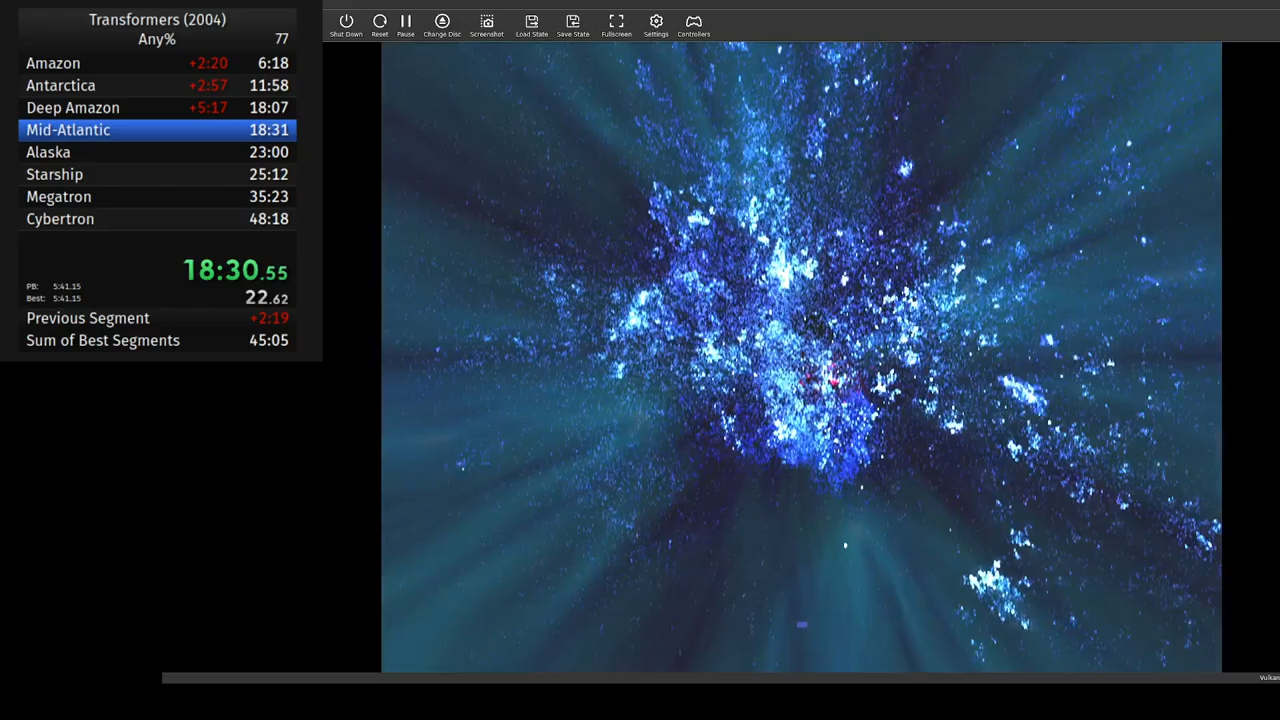 Transformers (2004)
Any% 77
Amazon +2:20 6:18
Antarctica +2:57 11:58
Deep Amazon +5:17 18:07
Mid-Atlantic 18:31
Alaska 23:00
Starship 25:12
Megatron 35:23
Cybertron 48:18
18:30.55
PB: 5:41.15
Best: 5:41.15
22.62
Previous Segment +2:19
Sum of Best Segments 45:05
Shut Down Reset Pause Change Disc Screenshot Load State Save State Fullscreen Settings Controllers
Vulkan